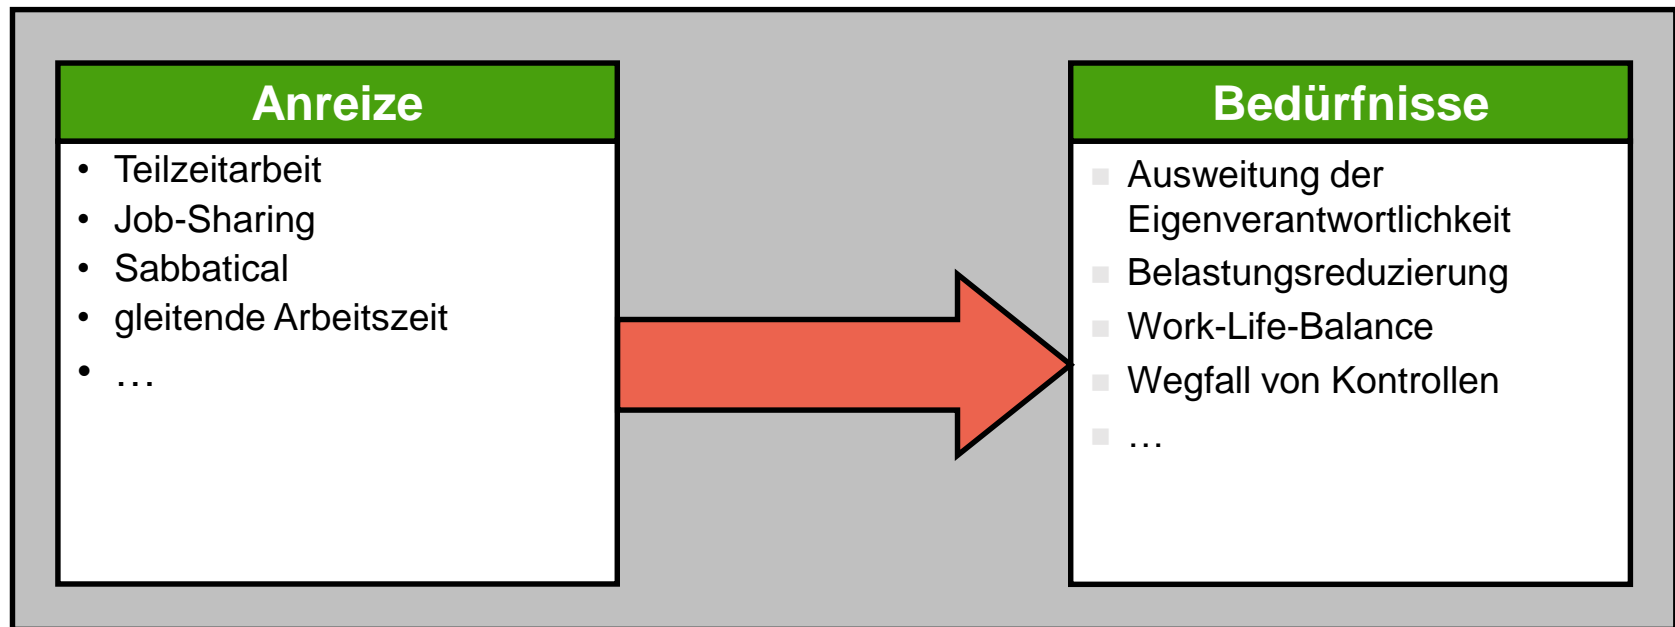 Anreize
• Teilzeitarbeit
• Job-Sharing
• Sabbatical
• gleitende Arbeitszeit
• …
Bedürfnisse
■ Ausweitung der
Eigenverantwortlichkeit
■ Belastungsreduzierung
■ Work-Life-Balance
■ Wegfall von Kontrollen
■ …